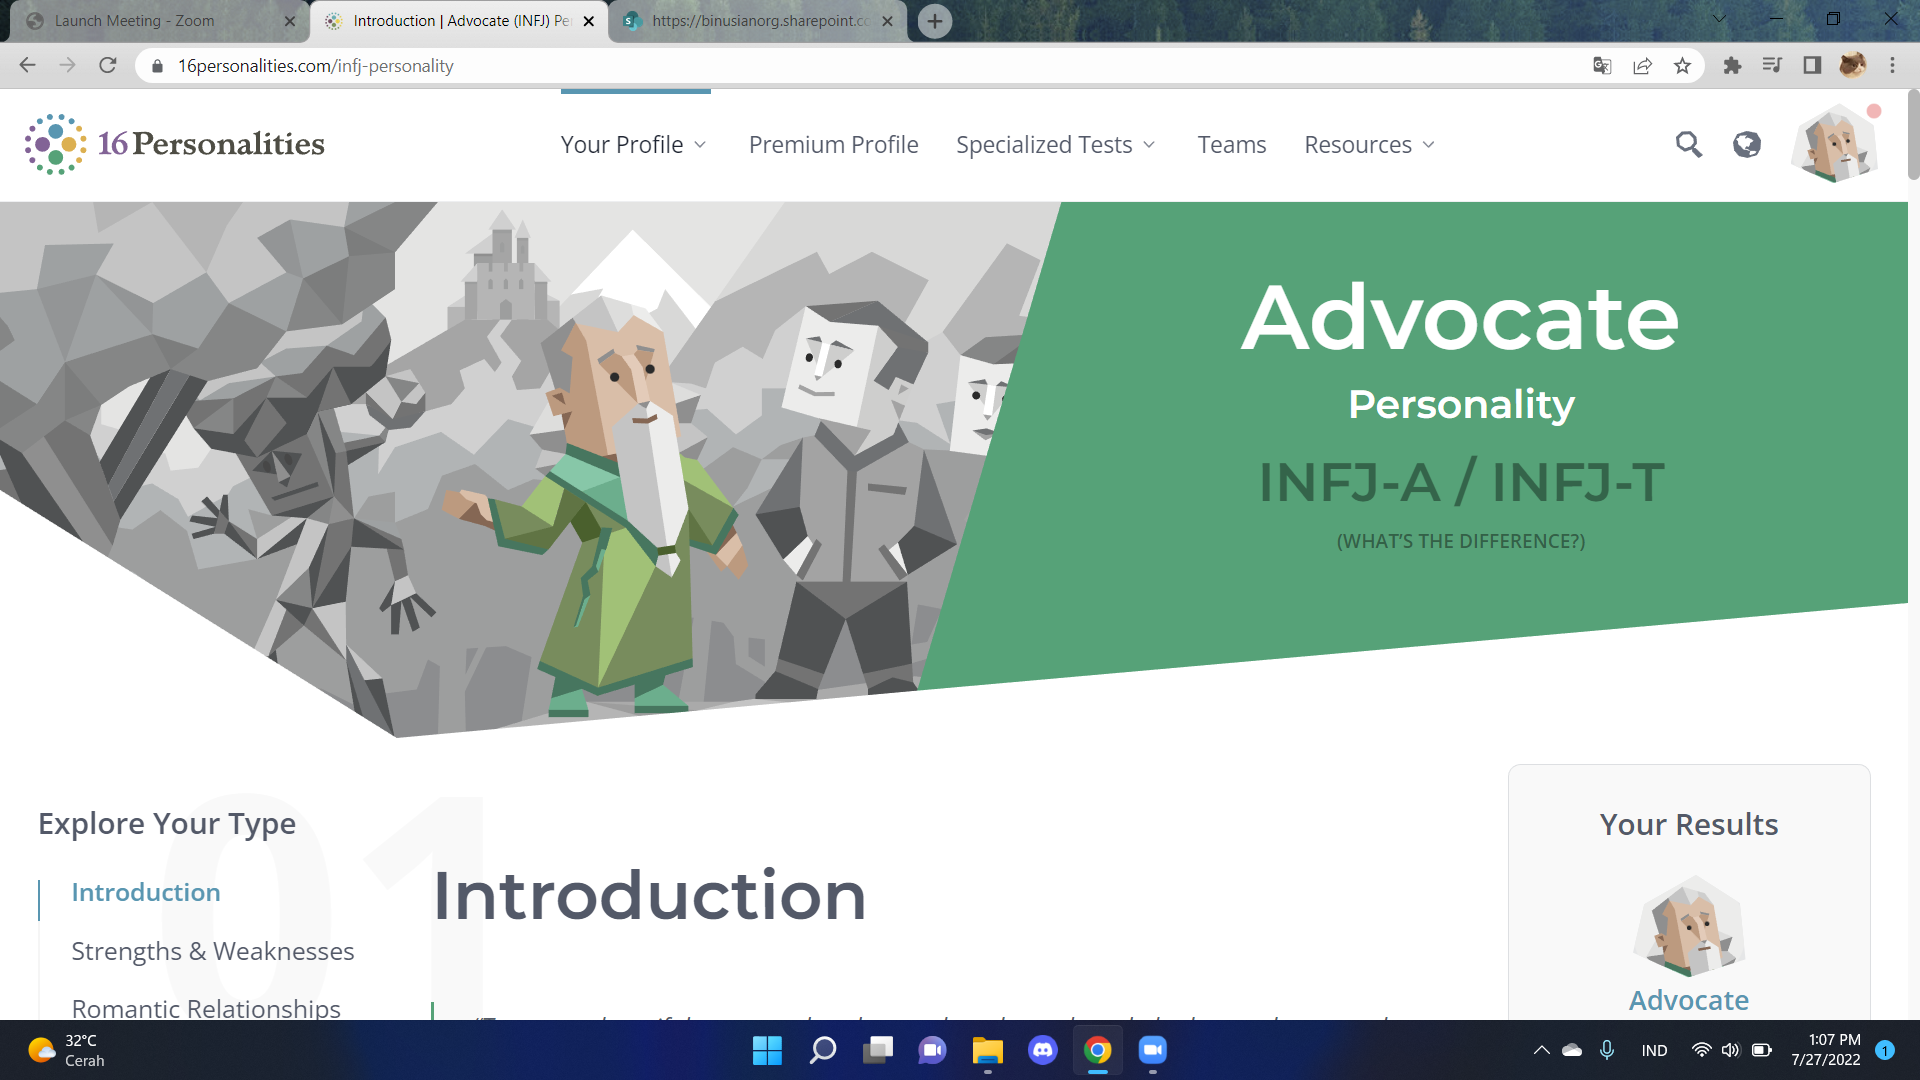 Launch Meeting - Zoom
Introduction | Advocate (INFJ) Pe
https://binusianorg.sharepoint.co
16personalities.com/infj-personality
16Personalities
Your Profile
Premium Profile
Specialized Tests
Teams
Resources
Advocate
Personality
INFJ-A / INFJ-T
(WHAT'S THE DIFFERENCE?)
01
Explore Your Type
Introduction
Strengths & Weaknesses
Romantic Relationships
Introduction
Your Results
Advocate
32°C
Cerah
IND
1:07 PM
7/27/2022
1